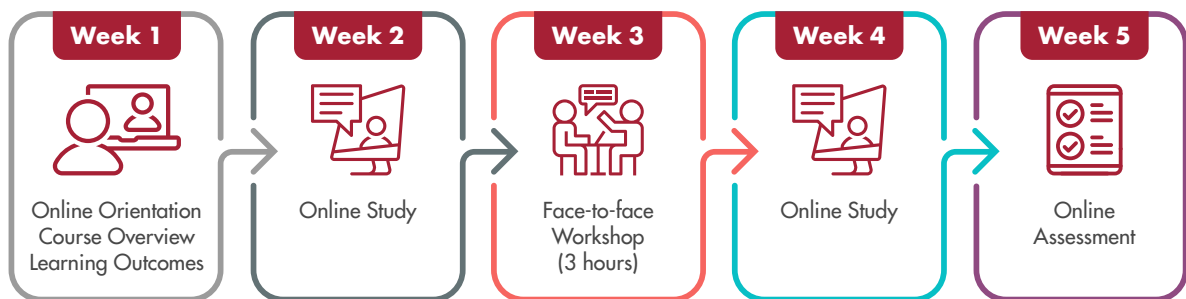 Week 1
Online Orientation
Course Overview
Learning Outcomes
Week 2
Online Study
Week 3
Face-to-face
Workshop
(3 hours)
Week 4
Online Study
Week 5
Online
Assessment